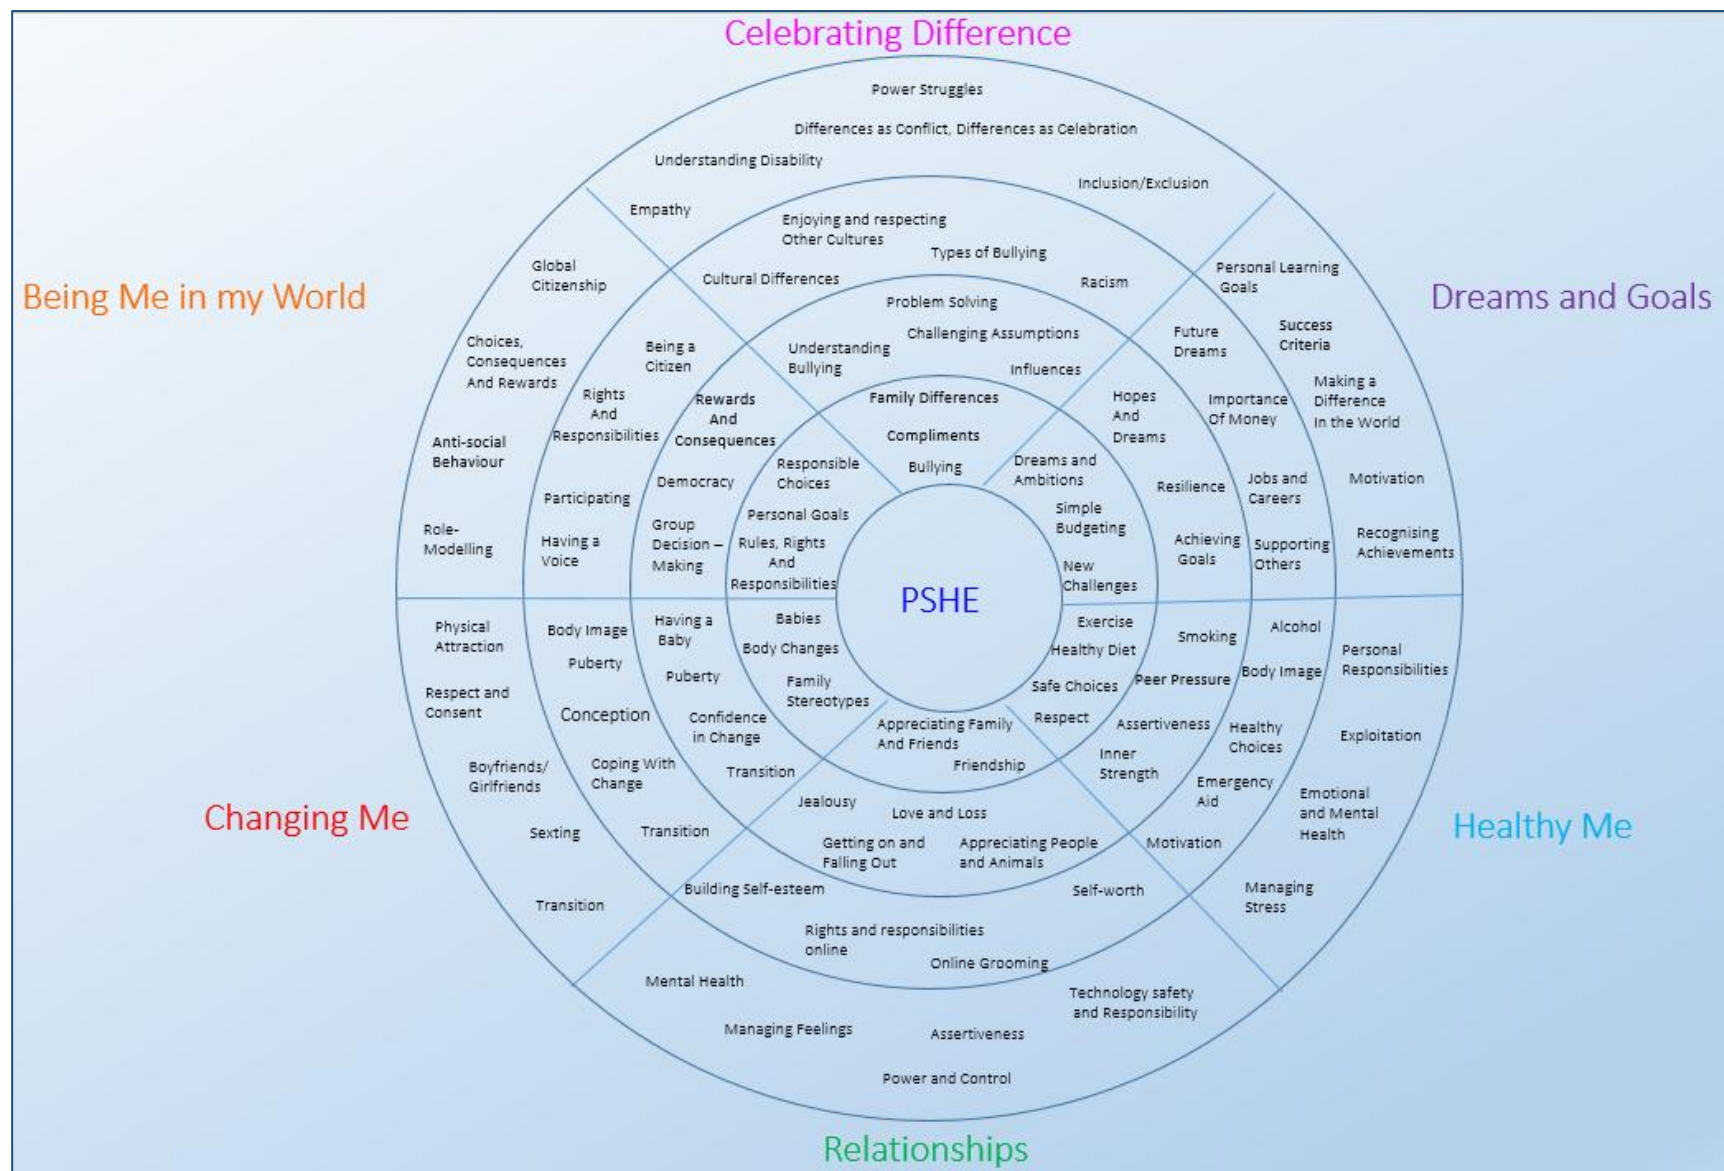 Celebrating Difference
Power Struggles
Differences as Conflict, Differences as Celebration
Understanding Disability
Inclusion/Exclusion
Empathy
Enjoying and respecting
Other Cultures
Types of Bullying
Cultural Differences
Racism
Problem Solving
Challenging Assumptions
Understanding
Bullying
Influences
Family Differences
Compliments
Bullying
Dreams and Goals
Personal Learning
Goals
Success
Criteria
Making a
Difference
In the World
Motivation
Recognising
Achievements
Future
Dreams
Importance
Of Money
Jobs and
Careers
Supporting
Others
Hopes
And
Dreams
Resilience
Achieving
Goals
Dreams and
Ambitions
Simple
Budgeting
New
Challenges
Healthy Me
Personal
Responsibilities
Exploitation
Emotional
and Mental
Health
Managing
Stress
Alcohol
Body Image
Healthy
Choices
Emergency
Aid
Motivation
Smoking
Peer Pressure
Assertiveness
Inner
Strength
Exercise
Healthy Diet
Safe Choices
Respect
Relationships
Appreciating Family
And Friends
Friendship
Jealousy
Love and Loss
Getting on and
Falling Out
Appreciating People
and Animals
Building Self-esteem
Self-worth
Rights and responsibilities
online
Online Grooming
Mental Health
Technology safety
and Responsibility
Managing Feelings
Assertiveness
Power and Control
Changing Me
Physical
Attraction
Respect and
Consent
Boyfriends/
Girlfriends
Sexting
Transition
Body Image
Puberty
Conception
Coping With
Change
Transition
Having a
Baby
Puberty
Confidence
in Change
Transition
Babies
Body Changes
Family
Stereotypes
Being Me in my World
Global
Citizenship
Choices,
Consequences
And Rewards
Anti-social
Behaviour
Role-
Modelling
Being a
Citizen
Rights
And
Responsibilities
Participating
Having a
Voice
Rewards
And
Consequences
Democracy
Group
Decision –
Making
Responsible
Choices
Personal Goals
Rules, Rights
And
Responsibilities
PSHE